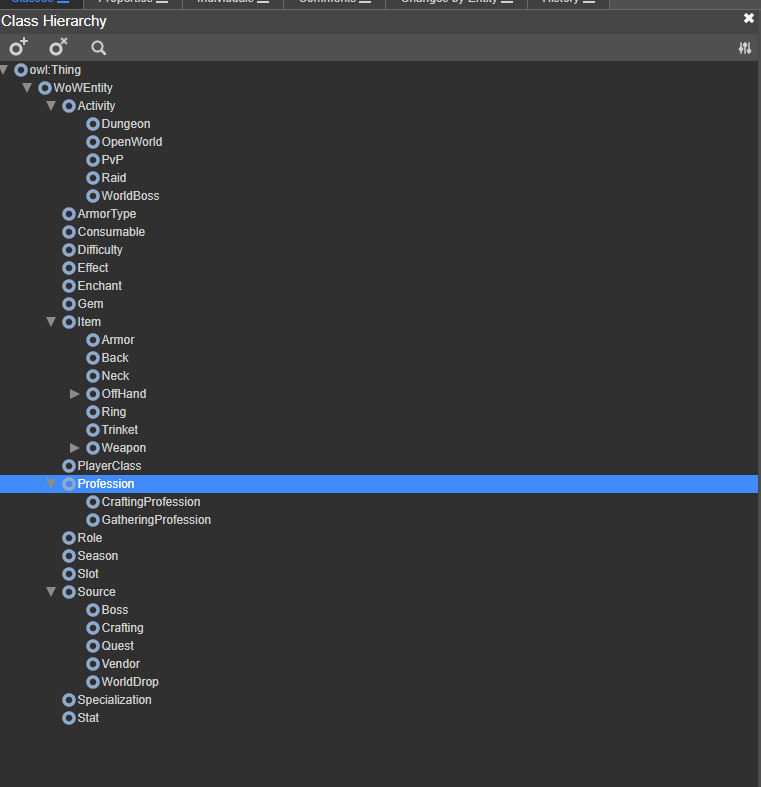 Classes Properties Individuals Comments Changes by Entity History
Class Hierarchy
owl:Thing
WoWEntity
Activity
Dungeon
OpenWorld
PvP
Raid
WorldBoss
ArmorType
Consumable
Difficulty
Effect
Enchant
Gem
Item
Armor
Back
Neck
OffHand
Ring
Trinket
Weapon
PlayerClass
Profession
CraftingProfession
GatheringProfession
Role
Season
Slot
Source
Boss
Crafting
Quest
Vendor
WorldDrop
Specialization
Stat